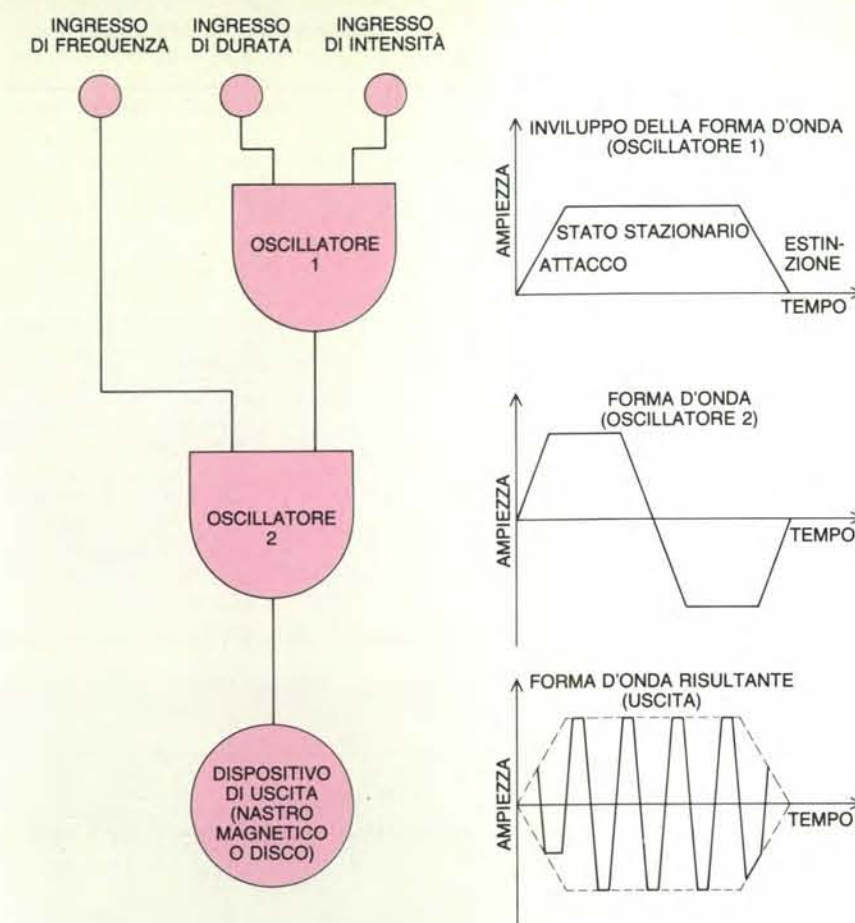 INGRESSO
DI FREQUENZA
INGRESSO
DI DURATA
INGRESSO
DI INTENSITÀ
OSCILLATORE
1
OSCILLATORE
2
DISPOSITIVO
DI USCITA
(NASTRO
MAGNETICO
O DISCO)
INVILUPPO DELLA FORMA D'ONDA
(OSCILLATORE 1)
AMPIEZZA
STATO STAZIONARIO
ATTACCO
ESTIN-
ZIONE
TEMPO
FORMA D'ONDA
(OSCILLATORE 2)
AMPIEZZA
TEMPO
FORMA D'ONDA RISULTANTE
(USCITA)
AMPIEZZA
TEMPO